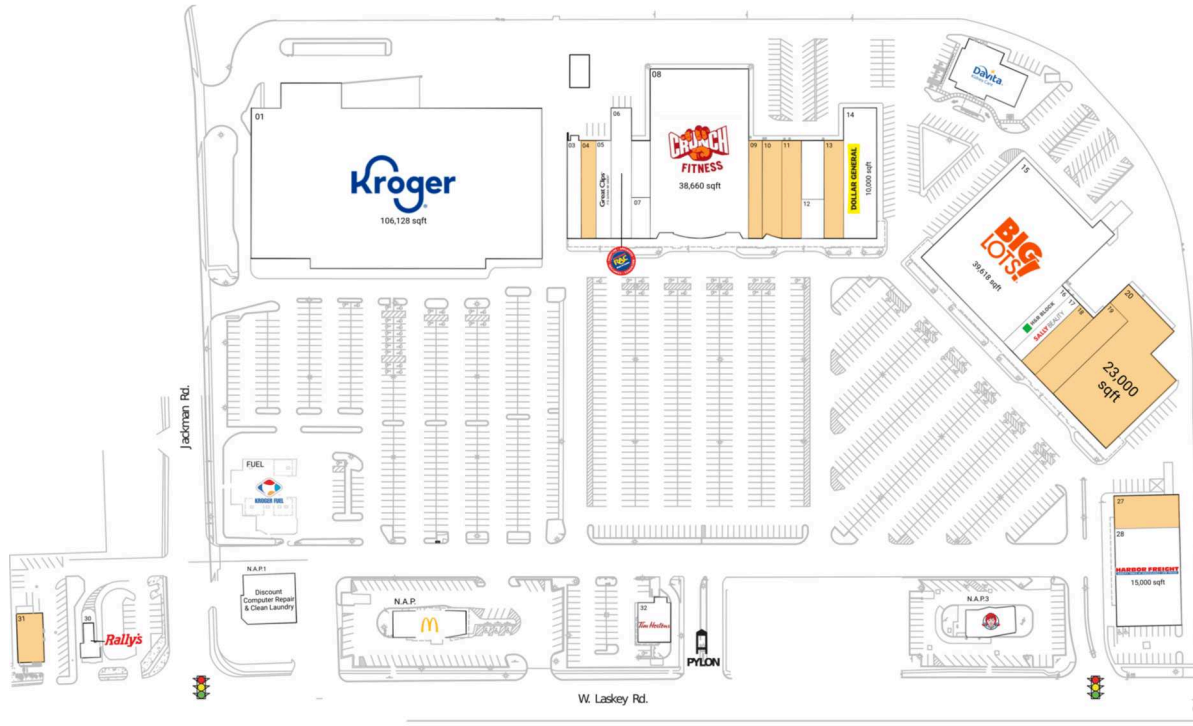 01
Kroger
106,128 sqft
03
04
05
Great Clips
06
RAC
07
08
CRUNCH
FITNESS
38,660 sqft
09
10
11
12
13
14
DOLLAR GENERAL
10,000 sqft
DaVita
15
BIG
LOTS!
39,618 sqft
16
H&R BLOCK
17
SALLY BEAUTY
18
19
20
23,000
sqft
Jackman Rd.
FUEL
KROGER FUEL
27
28
HARBOR FREIGHT
15,000 sqft
31
30
Rally's
N.A.P.1
Discount
Computer Repair
& Clean Laundry
N.A.P.
32
Tim Hortons
PYLON
N.A.P.3
W. Laskey Rd.